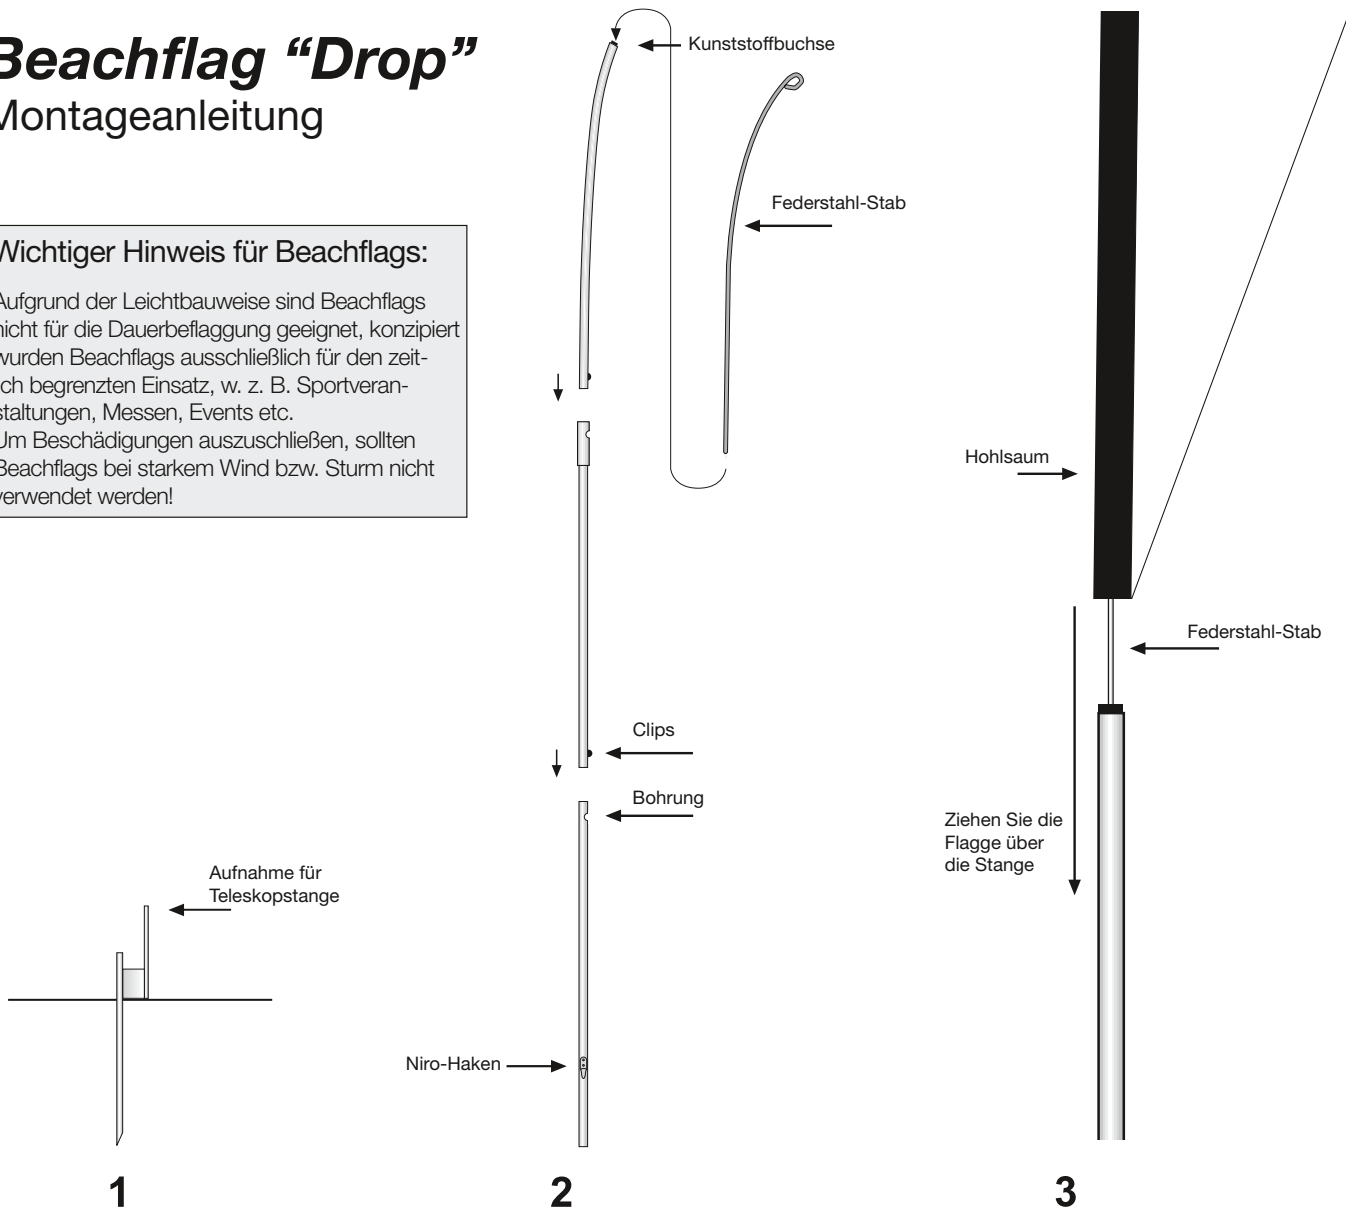 Beachflag “Drop”
Montageanleitung
Wichtiger Hinweis für Beachflags:
Aufgrund der Leichtbauweise sind Beachflags
nicht für die Dauerbeflaggung geeignet, konzipiert
wurden Beachflags ausschließlich für den zeit-
lich begrenzten Einsatz, w. z. B. Sportveran-
staltungen, Messen, Events etc.
Um Beschädigungen auszuschließen, sollten
Beachflags bei starkem Wind bzw. Sturm nicht
verwendet werden!
Aufnahme für
Teleskopstange
1
Kunststoffbuchse
Federstahl-Stab
Clips
Bohrung
Niro-Haken
2
Hohlsaum
Federstahl-Stab
Ziehen Sie die
Flagge über
die Stange
3